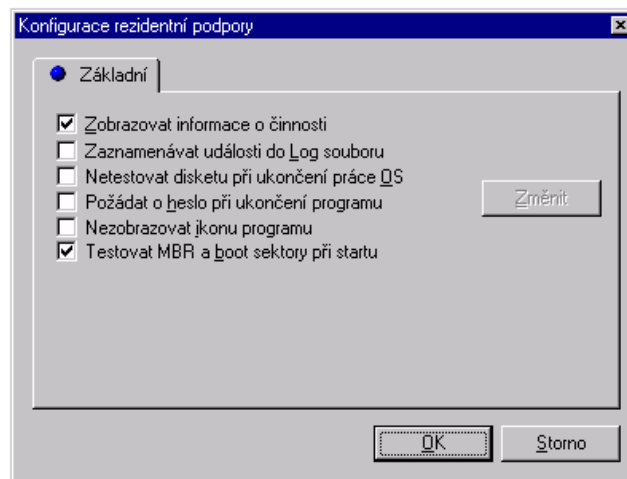 Konfigurace rezidentní podpory
Základní
Zobrazovat informace o činnosti
Zaznamenávat události do Log souboru
Netestovat disketu při ukončení práce OS
Požádat o heslo při ukončení programu
Změnit
Nezobrazovat ikonu programu
Testovat MBR a boot sektory při startu
OK
Storno